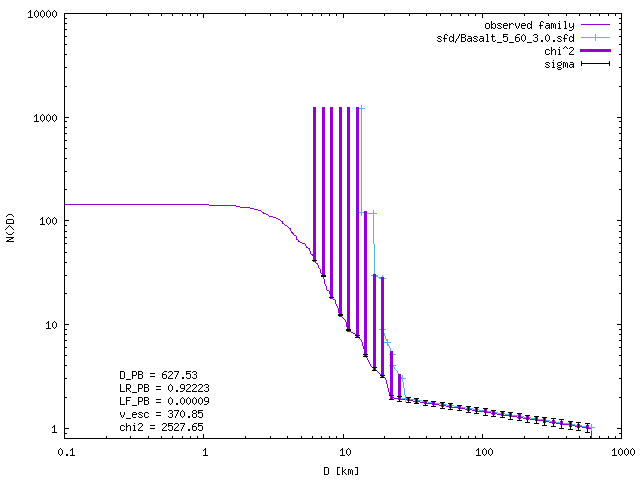 10000
1000
100
10
1
N(>D)
observed family
sfd/Basalt_5_60_3.0.sfd
chi^2
sigma
D_PB = 627.53
LR_PB = 0.92223
LF_PB = 0.00009
v_esc = 370.85
chi2 = 2527.65
0.1 1 10 100 1000
D [km]